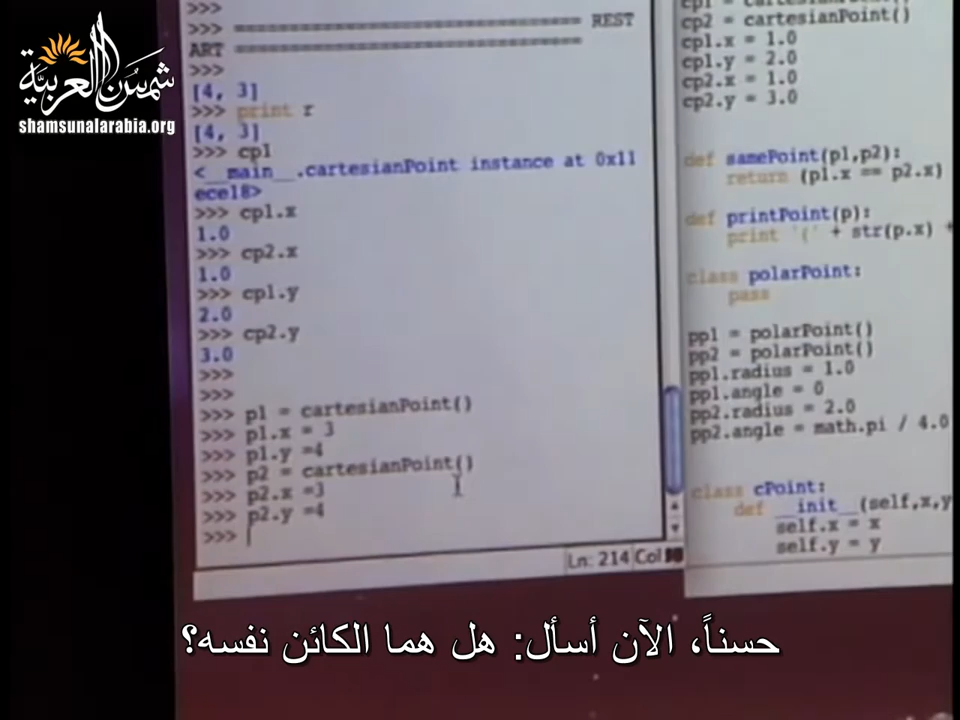 شمس العربية
shamsunalarabia.org
>>>
>>> ============================== REST
ART ==============================
>>>
[4, 3]
>>> print r
[4, 3]
>>> cp1
<__main__.cartesianPoint instance at 0x11
ece18>
>>> cp1.x
1.0
>>> cp2.x
1.0
>>> cp1.y
2.0
>>> cp2.y
3.0
>>>
>>>
>>> p1 = cartesianPoint()
>>> p1.x = 3
>>> p1.y =4
>>> p2 = cartesianPoint()
>>> p2.x =3
>>> p2.y =4
>>>
Ln: 214 Col
cp1 = cartesianPoint()
cp2 = cartesianPoint()
cp1.x = 1.0
cp1.y = 2.0
cp2.x = 1.0
cp2.y = 3.0
def samePoint(p1,p2):
return (p1.x == p2.x)
def printPoint(p):
print '(' + str(p.x) +
class polarPoint:
pass
pp1 = polarPoint()
pp2 = polarPoint()
pp1.radius = 1.0
pp1.angle = 0
pp2.radius = 2.0
pp2.angle = math.pi / 4.0
class cPoint:
def __init__(self,x,y
self.x = x
self.y = y
حسناً، الآن أسأل: هل هما الكائن نفسه؟